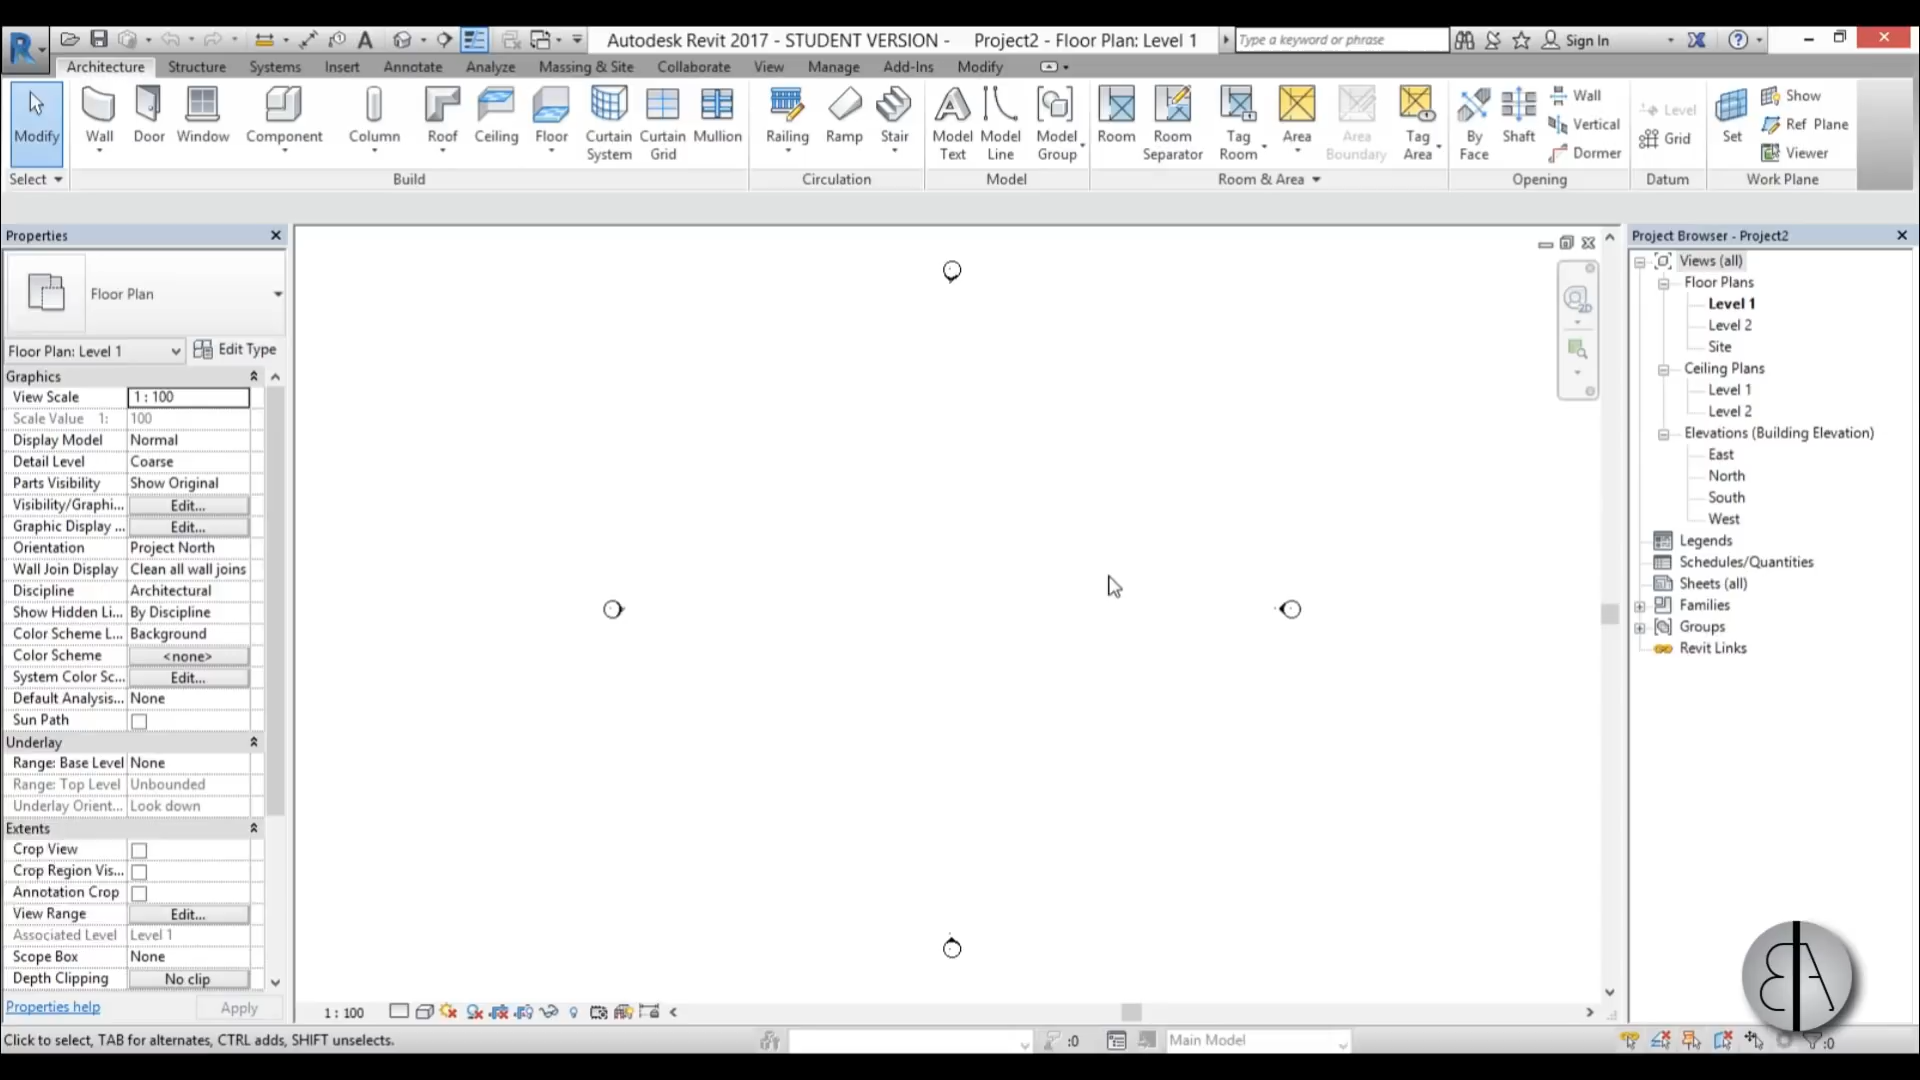 Autodesk Revit 2017 - STUDENT VERSION - Project2 - Floor Plan: Level 1
Type a keyword or phrase
Sign In
Architecture Structure Systems Insert Annotate Analyze Massing & Site Collaborate View Manage Add-Ins Modify
Modify
Wall
Door
Window
Component
Column
Roof
Ceiling
Floor
Curtain System
Curtain Grid
Mullion
Railing
Ramp
Stair
Model Text
Model Line
Model Group
Room
Room Separator
Tag Room
Area
Area Boundary
Tag Area
By Face
Shaft
Wall
Vertical
Dormer
Level
Grid
Set
Show
Ref Plane
Viewer
Select Build Circulation Model Room & Area Opening Datum Work Plane
Properties
Floor Plan
Floor Plan: Level 1 Edit Type
Graphics
View Scale 1 : 100
Scale Value 1: 100
Display Model Normal
Detail Level Coarse
Parts Visibility Show Original
Visibility/Graphi... Edit...
Graphic Display ... Edit...
Orientation Project North
Wall Join Display Clean all wall joins
Discipline Architectural
Show Hidden Li... By Discipline
Color Scheme L... Background
Color Scheme <none>
System Color Sc... Edit...
Default Analysis... None
Sun Path
Underlay
Range: Base Level None
Range: Top Level Unbounded
Underlay Orient... Look down
Extents
Crop View
Crop Region Vis...
Annotation Crop
View Range Edit...
Associated Level Level 1
Scope Box None
Depth Clipping No clip
Properties help Apply
2D
1 : 100
Project Browser - Project2
Views (all)
Floor Plans
Level 1
Level 2
Site
Ceiling Plans
Level 1
Level 2
Elevations (Building Elevation)
East
North
South
West
Legends
Schedules/Quantities
Sheets (all)
Families
Groups
Revit Links
Click to select, TAB for alternates, CTRL adds, SHIFT unselects.
:0
Main Model
:0